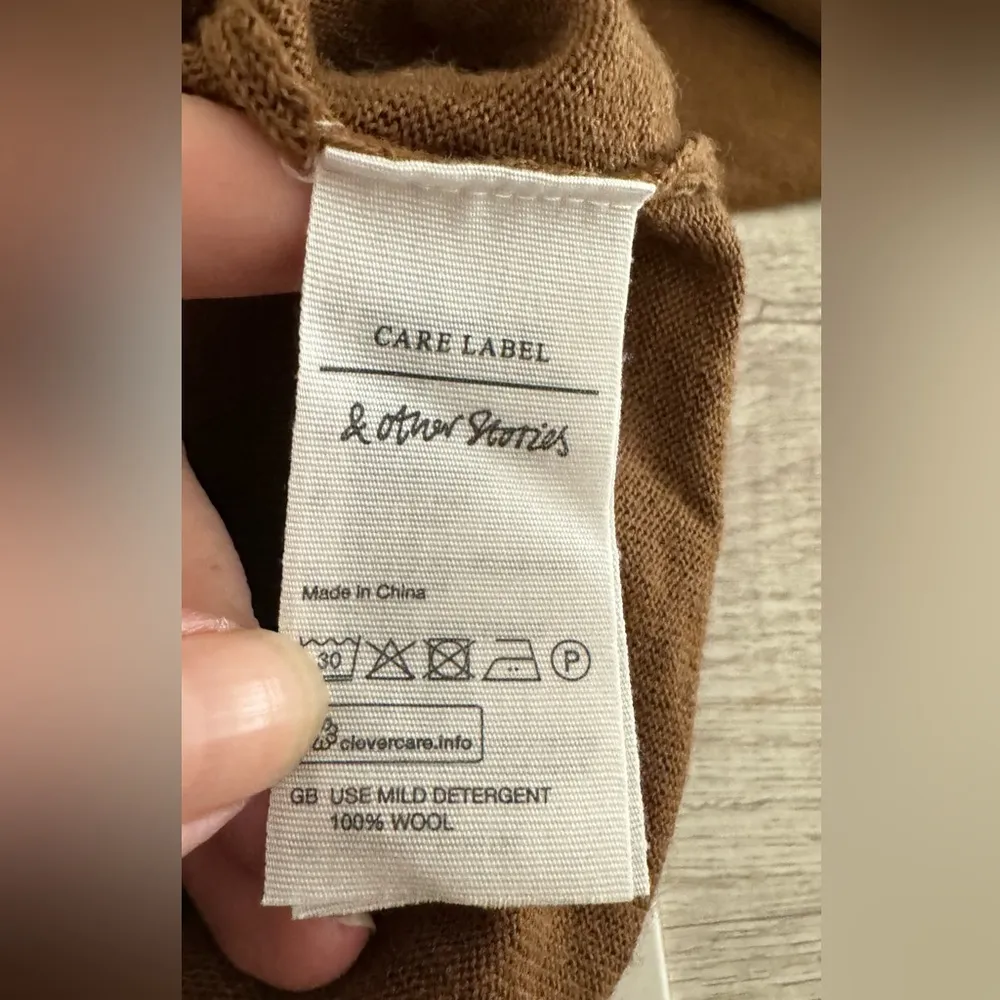 CARE LABEL
& other Stories
Made in China
30 P
clevercare.info
GB USE MILD DETERGENT
100% WOOL